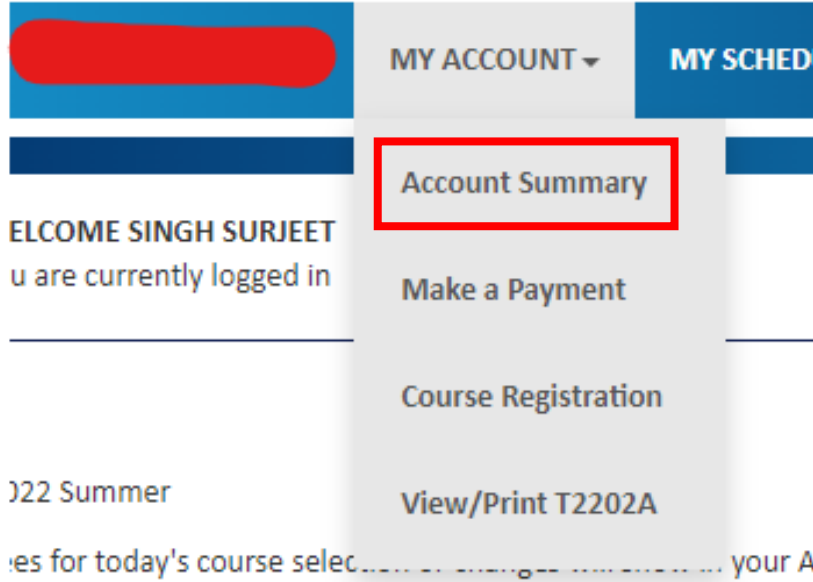 MY ACCOUNT
MY SCHED
Account Summary
ELCOME SINGH SURJEET
u are currently logged in
Make a Payment
Course Registration
022 Summer
View/Print T2202A
es for today's course selec your A